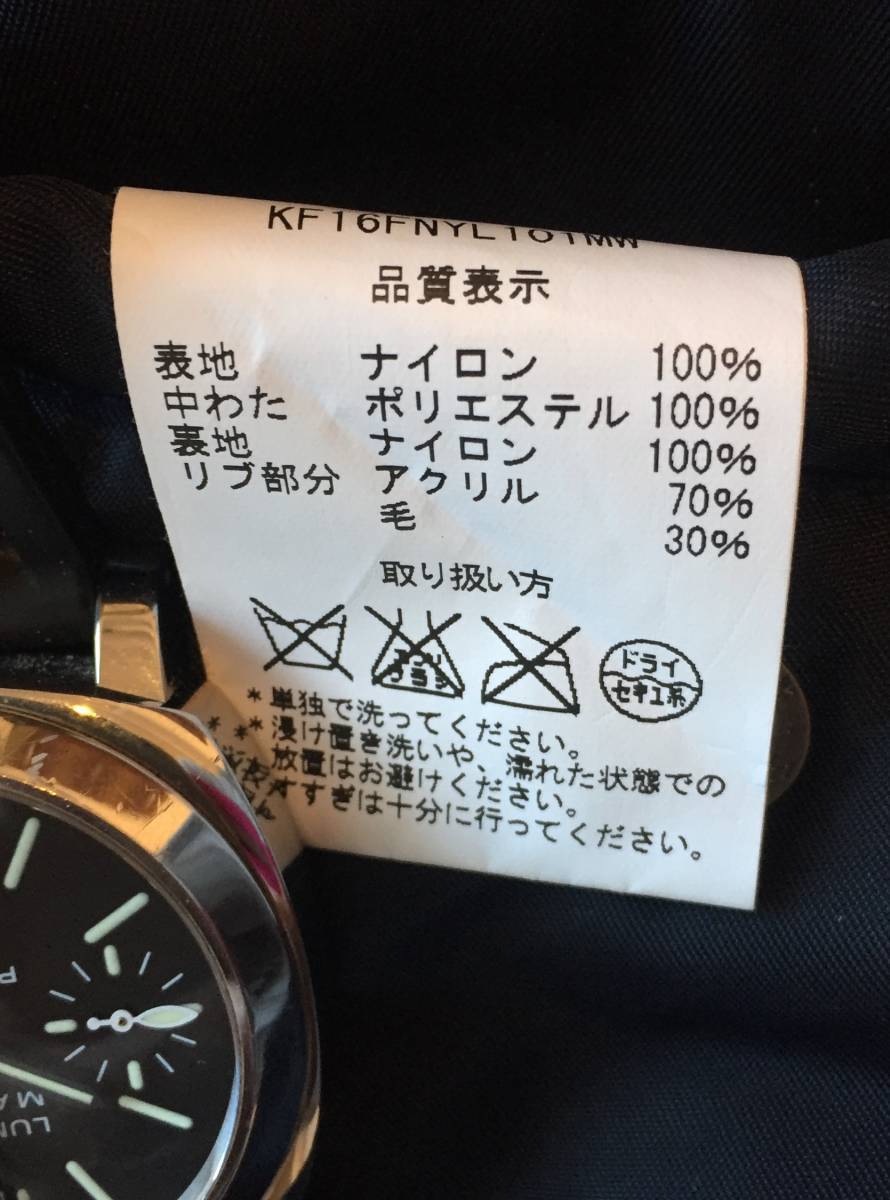 KF16FNYL101MW
品質表示
表地 ナイロン 100%
中わた ポリエステル 100%
裏地 ナイロン 100%
リブ部分 アクリル 70%
毛 30%
取り扱い方
ドライ
セキユ系
*単独で洗ってください。
*浸け置き洗いや、濡れた状態での
放置はお避けください。
すすぎは十分に行ってください。
P
LUM
MA